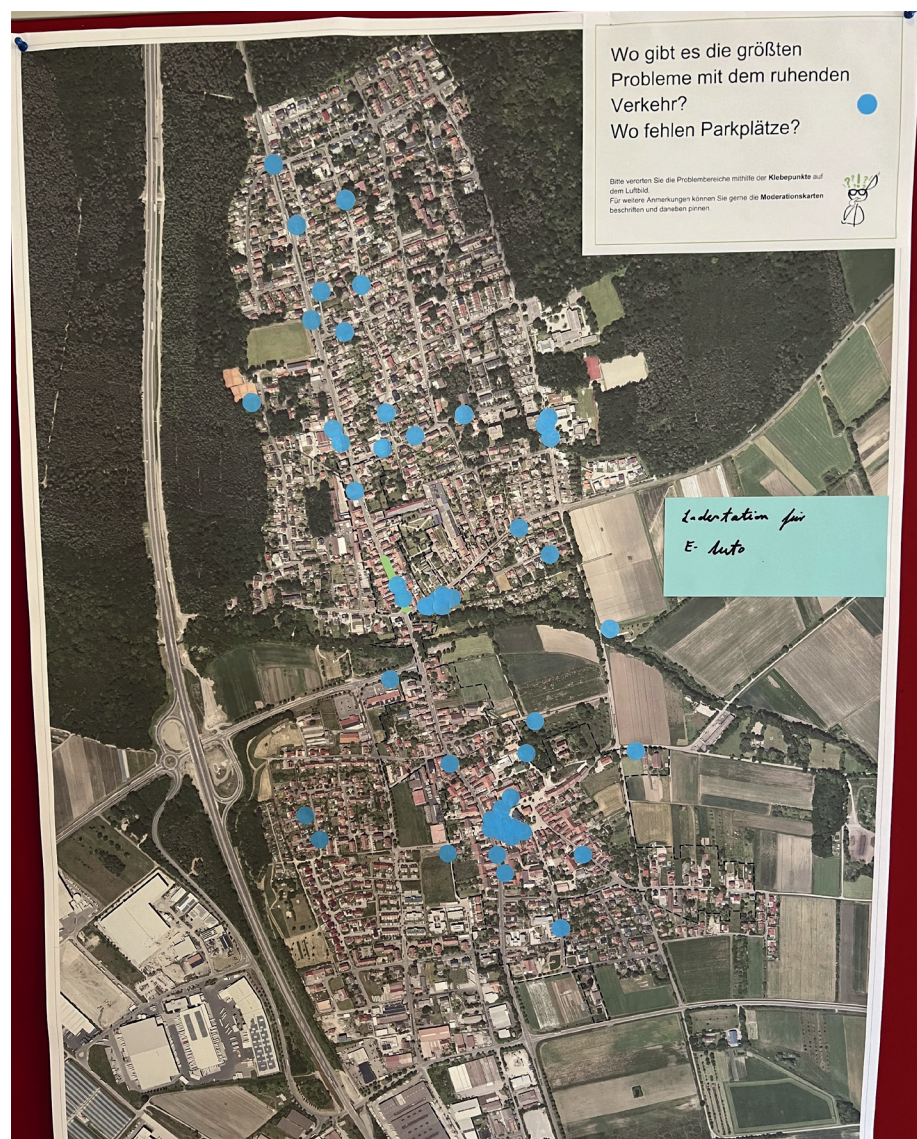 Wo gibt es die größten
Probleme mit dem ruhenden
Verkehr?
Wo fehlen Parkplätze?
Bitte verorten Sie die Problembereiche mithilfe der Klebepunkte auf
dem Luftbild.
Für weitere Anmerkungen können Sie gerne die Moderationskarten
beschriften und daneben pinnen.
?!?!?
Ladestation für
E- Auto